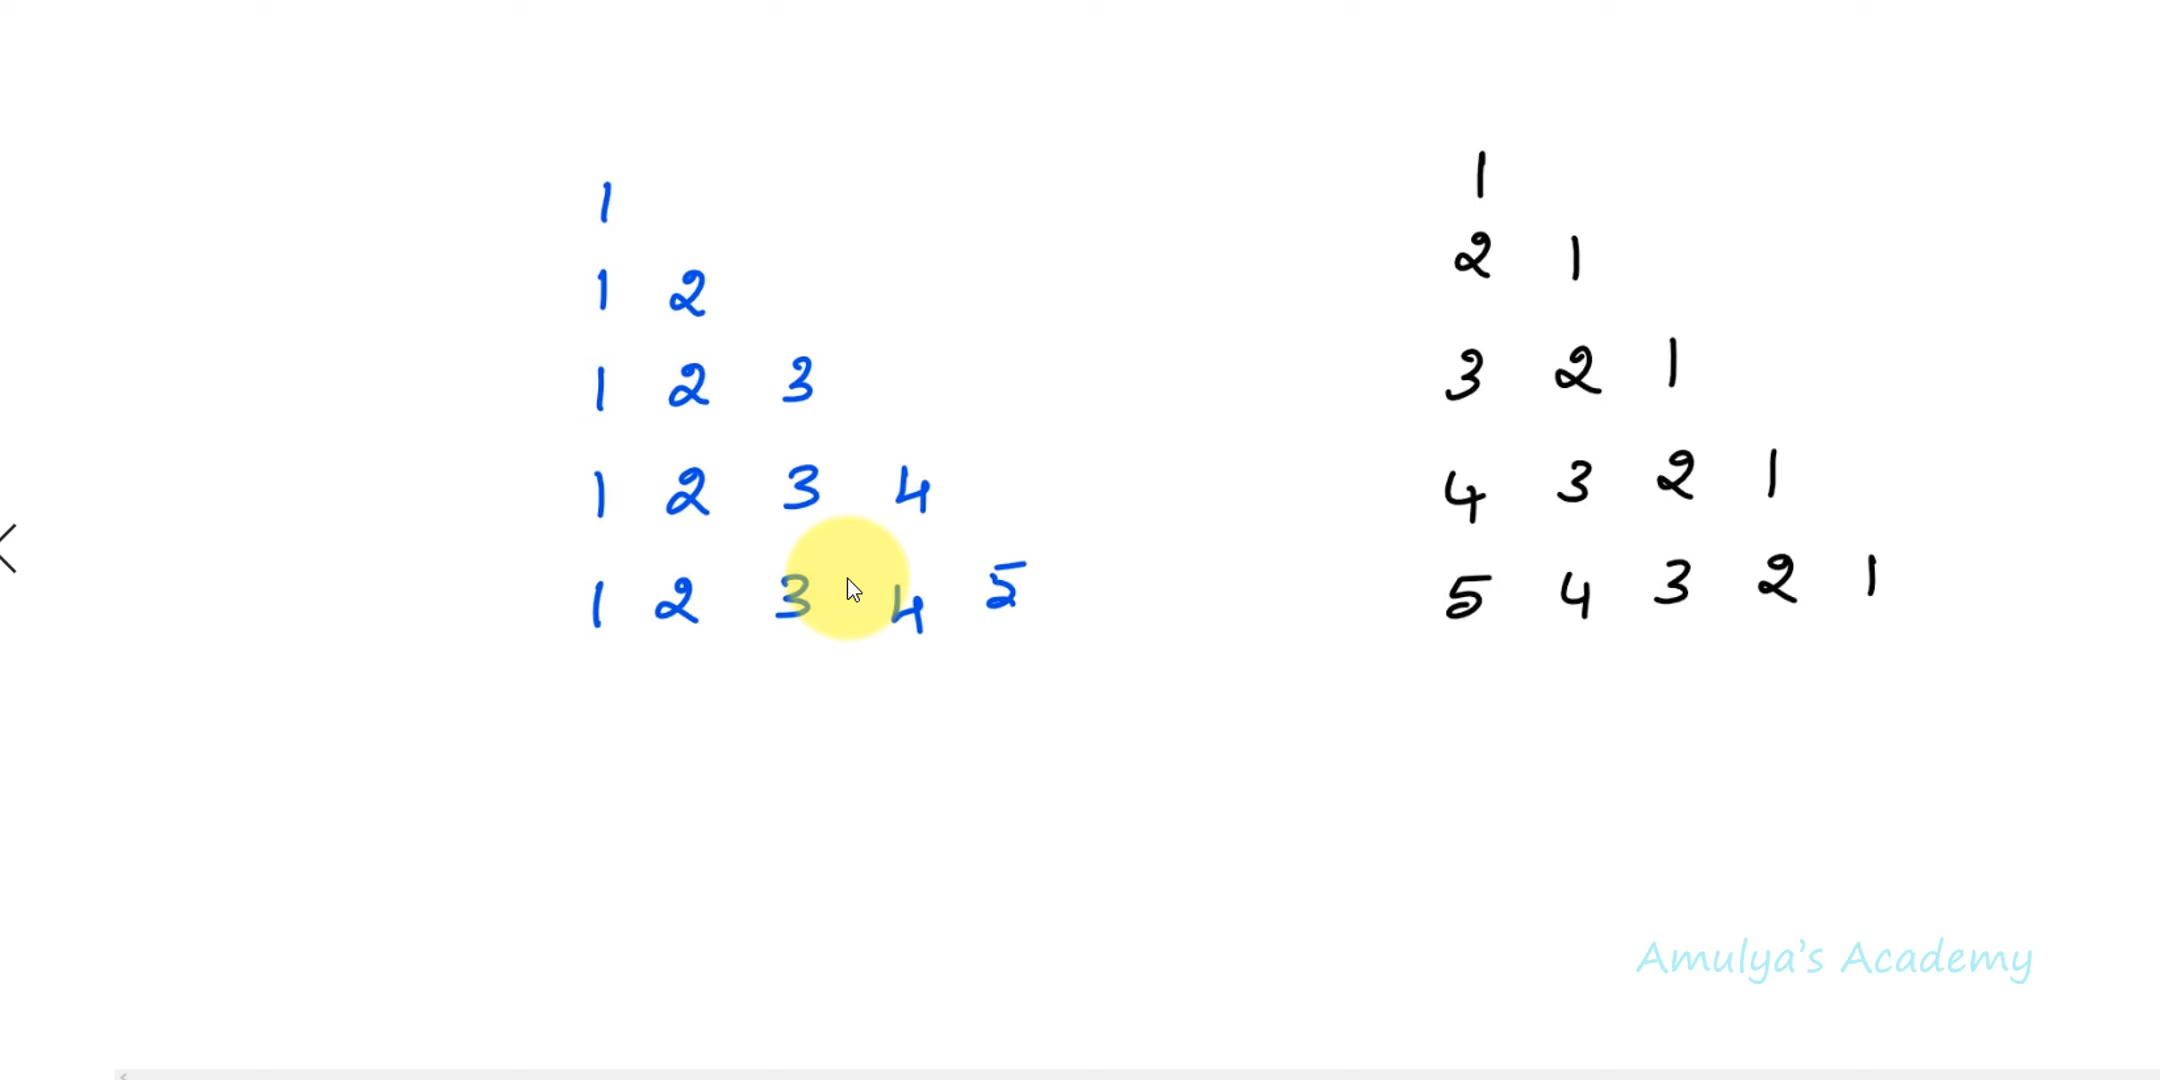 1
1 2
1 2 3
1 2 3 4
1 2 3 4 5
1
2 1
3 2 1
4 3 2 1
5 4 3 2 1
Amulya's Academy